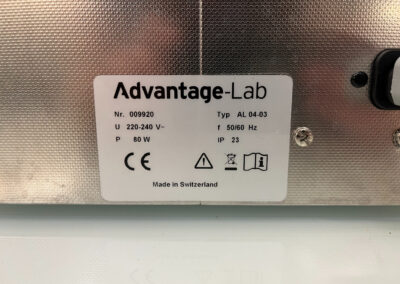 Advantage-Lab
Nr. 009920 Typ AL 04-03
U 220-240 V~ f 50/60 Hz
P 80 W IP 23
CE
Made in Switzerland